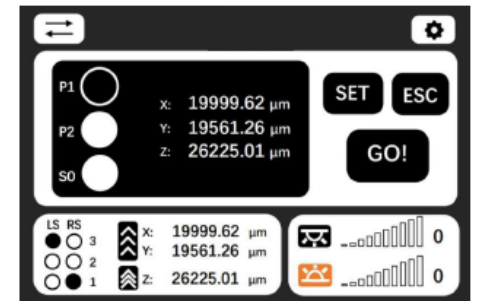 P1
P2
S0
X: 19999.62 μm
Y: 19561.26 μm
Z: 26225.01 μm
SET
ESC
GO!
LS RS
3
2
1
X: 19999.62 μm
Y: 19561.26 μm
Z: 26225.01 μm
0
0